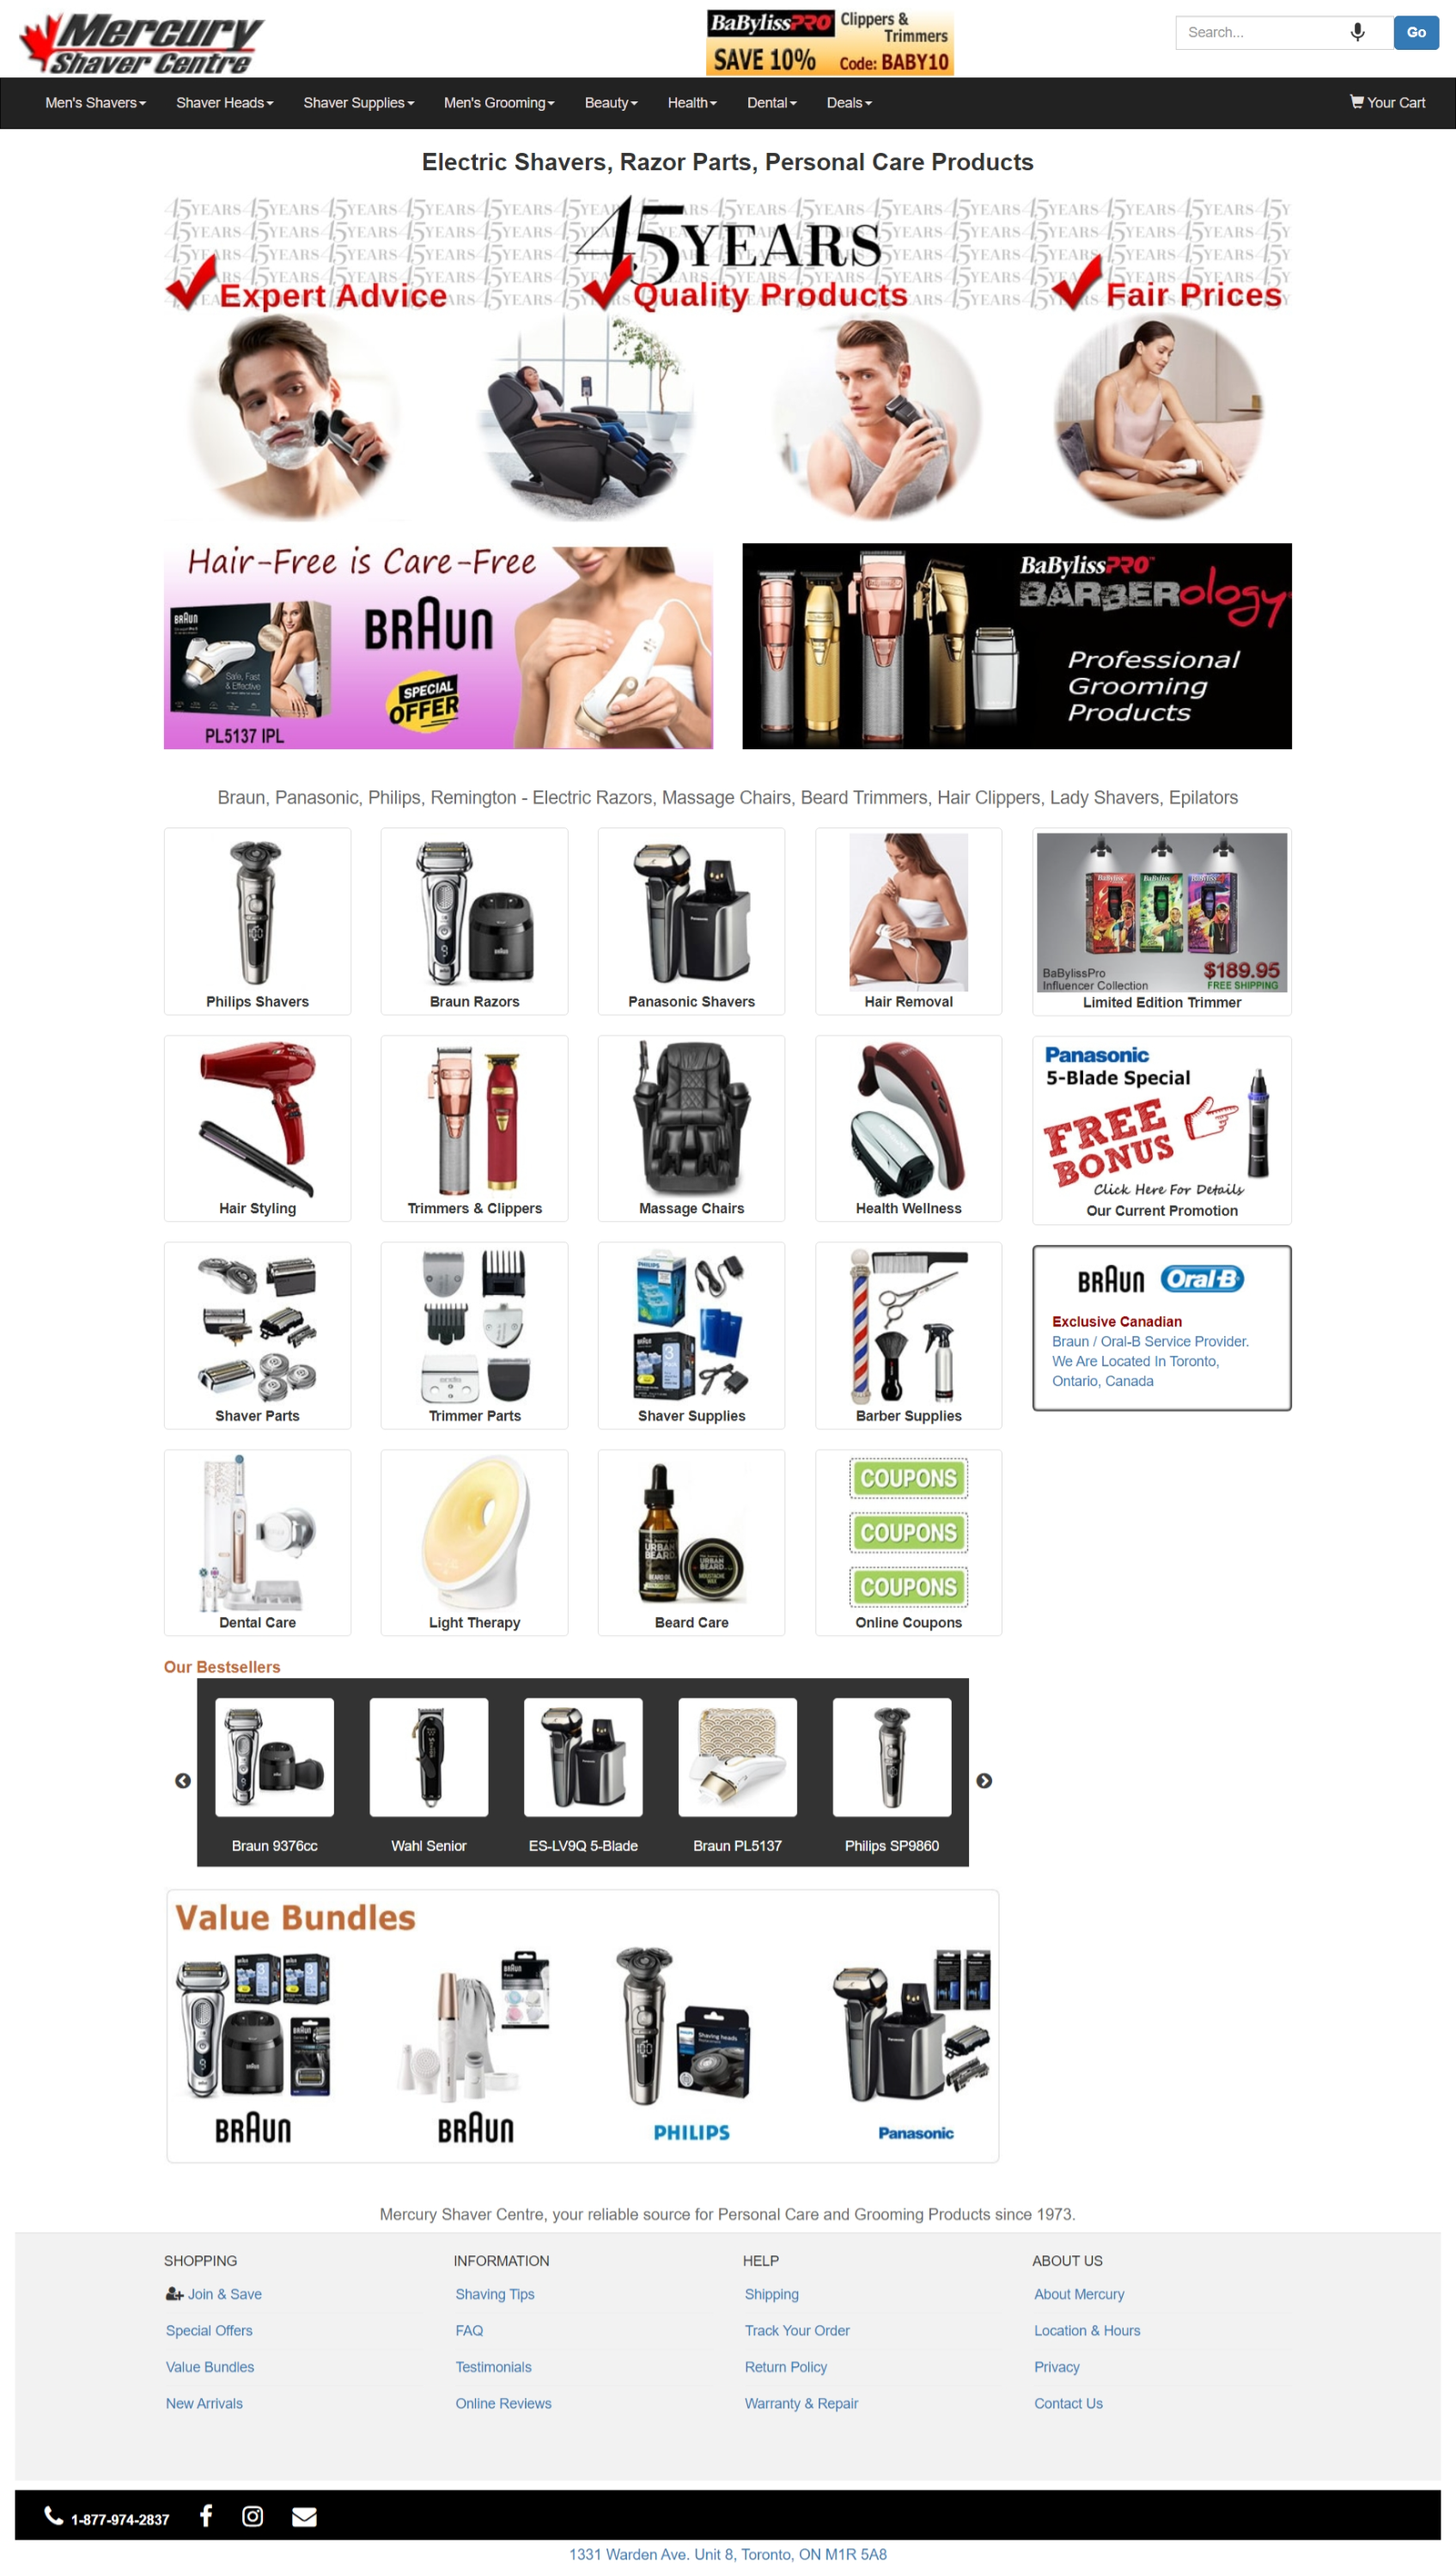 Mercury
Shaver Centre
BaBylissPRO Clippers & Trimmers
SAVE 10% Code: BABY10
Search...
Go
Men's Shavers
Shaver Heads
Shaver Supplies
Men's Grooming
Beauty
Health
Dental
Deals
Your Cart
Electric Shavers, Razor Parts, Personal Care Products
45 YEARS
Expert Advice
Quality Products
Fair Prices
Hair-Free is Care-Free
BRAUN
BRAUN
Safe, Fast
& Effective
SPECIAL
OFFER
PL5137 IPL
BaBylissPRO™
BARBERology
Professional
Grooming
Products
Braun, Panasonic, Philips, Remington - Electric Razors, Massage Chairs, Beard Trimmers, Hair Clippers, Lady Shavers, Epilators
Philips Shavers
Braun Razors
Panasonic Shavers
Hair Removal
BaBylissPro
Influencer Collection
$189.95
FREE SHIPPING
Limited Edition Trimmer
Hair Styling
Trimmers & Clippers
Massage Chairs
Health Wellness
Panasonic
5-Blade Special
FREE
BONUS
Click Here For Details
Our Current Promotion
Shaver Parts
Trimmer Parts
Shaver Supplies
Barber Supplies
BRAUN Oral-B
Exclusive Canadian
Braun / Oral-B Service Provider.
We Are Located In Toronto,
Ontario, Canada
Dental Care
Light Therapy
URBAN
BEARD
URBAN
BEARD
MOUSTACHE
WAX
Beard Care
COUPONS
COUPONS
COUPONS
Online Coupons
Our Bestsellers
Braun 9376cc
Wahl Senior
ES-LV9Q 5-Blade
Braun PL5137
Philips SP9860
Value Bundles
BRAUN
BRAUN
PHILIPS
Panasonic
Mercury Shaver Centre, your reliable source for Personal Care and Grooming Products since 1973.
SHOPPING
Join & Save
Special Offers
Value Bundles
New Arrivals
INFORMATION
Shaving Tips
FAQ
Testimonials
Online Reviews
HELP
Shipping
Track Your Order
Return Policy
Warranty & Repair
ABOUT US
About Mercury
Location & Hours
Privacy
Contact Us
1-877-974-2837
1331 Warden Ave. Unit 8, Toronto, ON M1R 5A8